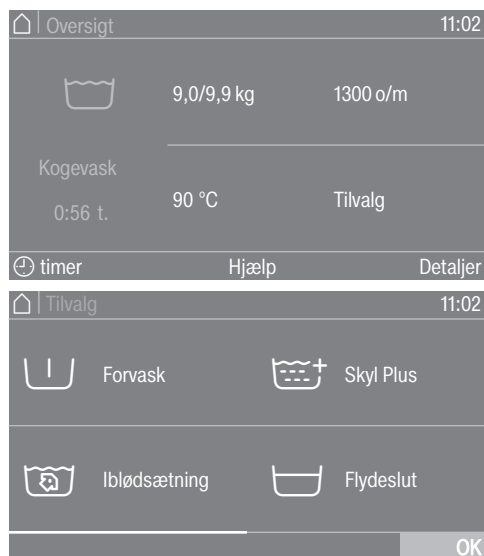 Oversigt 11:02
9,0/9,9 kg 1300 o/m
Kogevask
90 °C Tilvalg
0:56 t.
timer Hjælp Detaljer
Tilvalg 11:02
Forvask Skyl Plus
Iblødsætning Flydeslut
OK